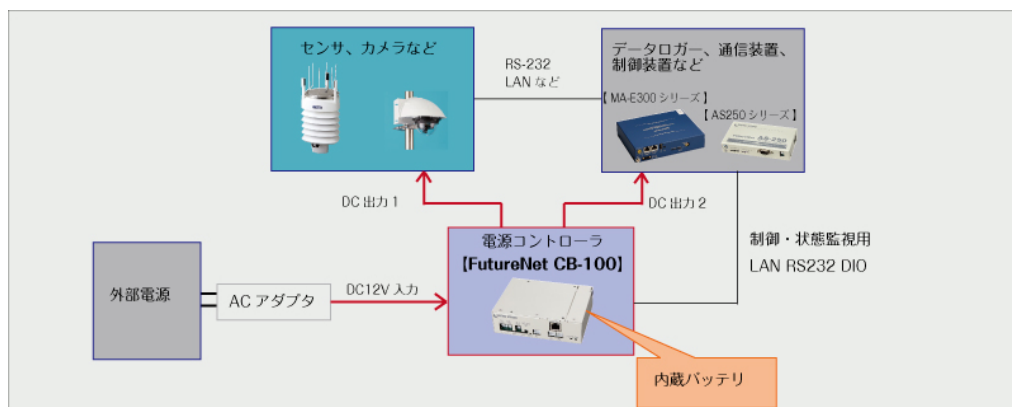 センサ、カメラなど
RS-232
LAN など
データロガー、通信装置、
制御装置など
【 MA-E300 シリーズ 】
【 AS250 シリーズ 】
AS-250
DC 出力 1
DC 出力 2
電源コントローラ
【FutureNet CB-100】
制御・状態監視用
LAN RS232 DIO
外部電源
AC アダプタ
DC12V 入力
内蔵バッテリ